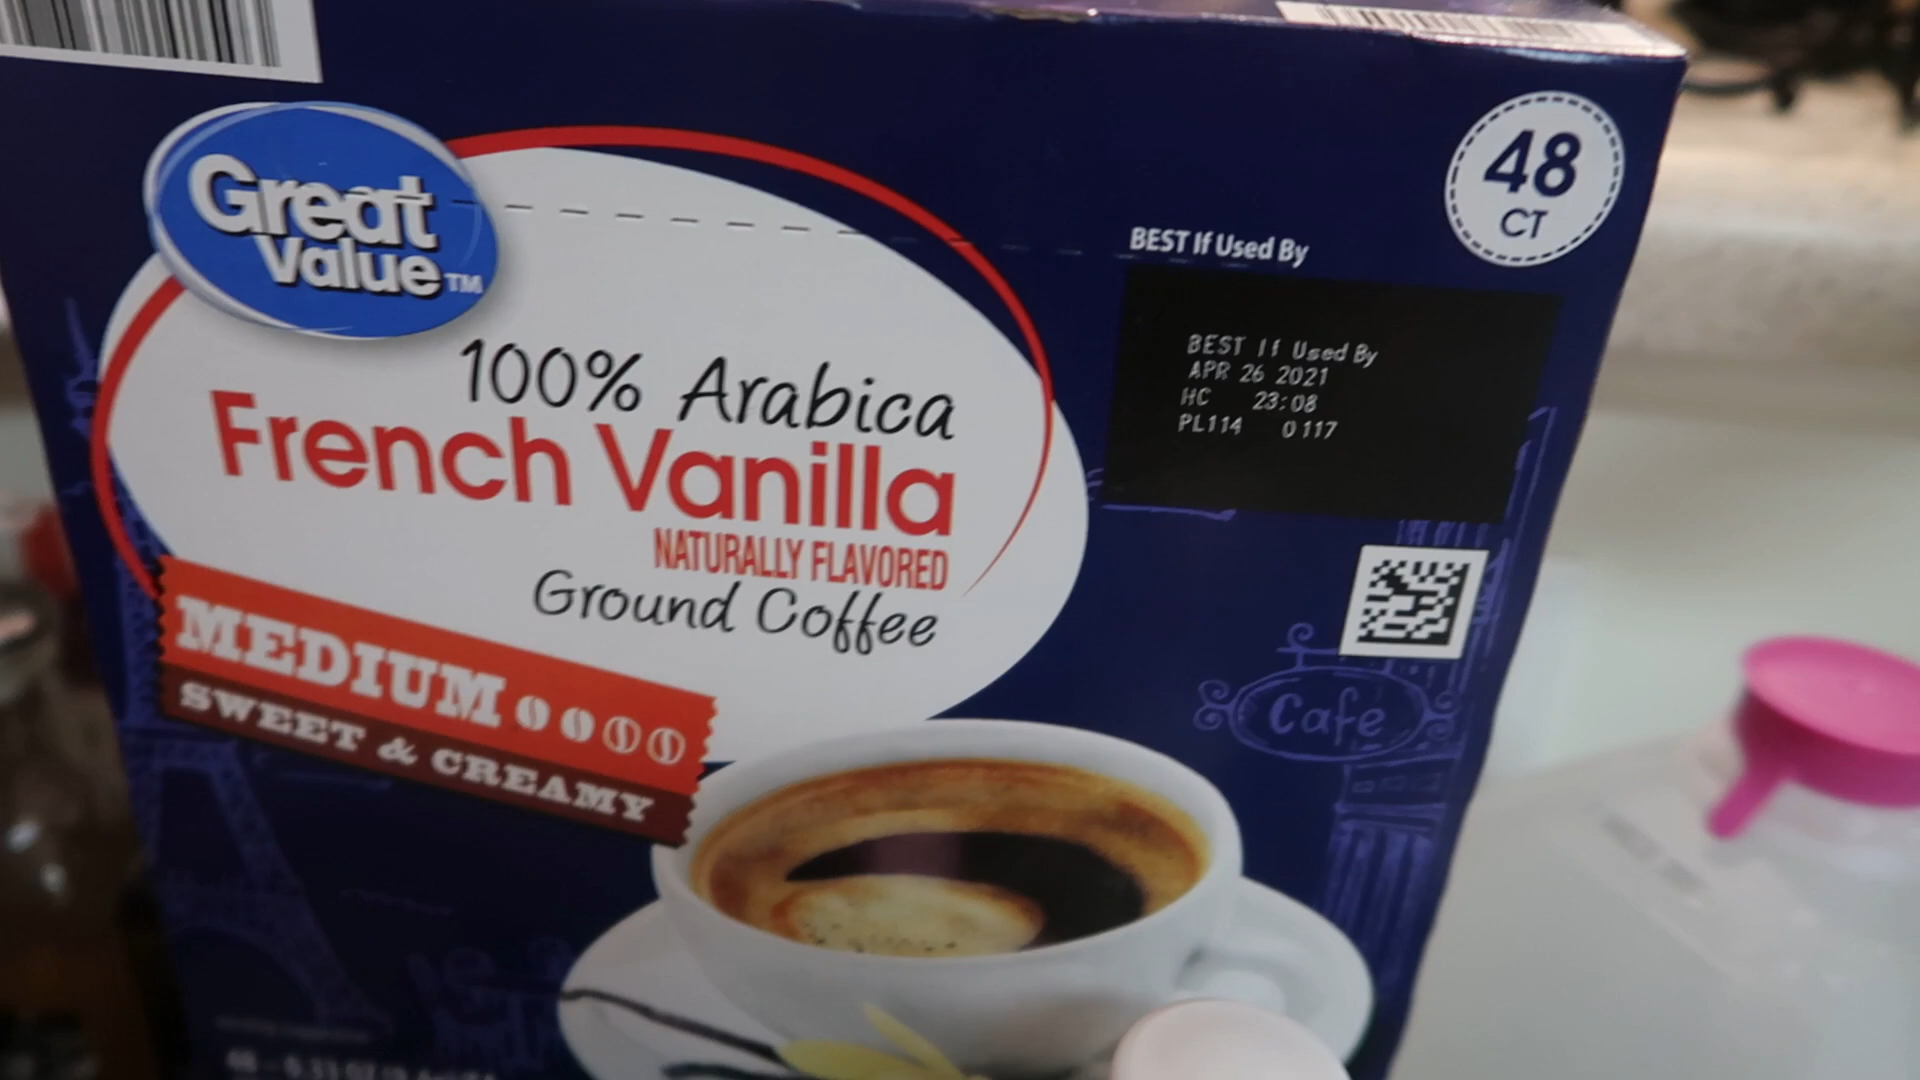 Great
Value™
48
CT
BEST If Used By
BEST If Used By
APR 26 2021
HC 23:08
PL114 0117
100% Arabica
French Vanilla
NATURALLY FLAVORED
Ground Coffee
MEDIUM
SWEET & CREAMY
Cafe